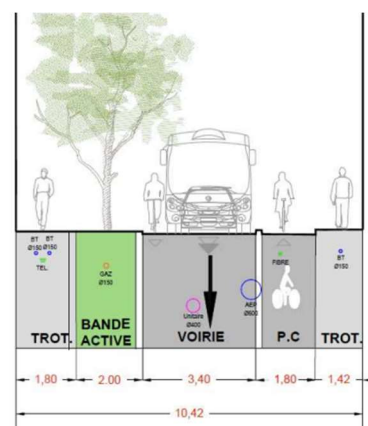 BT BT
Ø150 Ø150
TEL.
GAZ
Ø150
Unitaire
Ø400
AEP
Ø600
FIBRE
BT
Ø150
TROT.
BANDE
ACTIVE
VOIRIE
P.C
TROT.
1,80
2.00
3,40
1,80
1,42
10,42